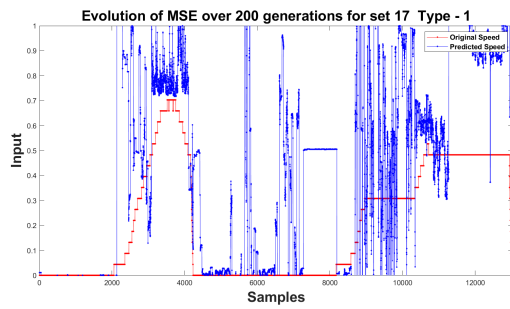 Evolution of MSE over 200 generations for set 17 Type - 1
Original Speed
Predicted Speed
Input
1
0.9
0.8
0.7
0.6
0.5
0.4
0.3
0.2
0.1
0
0 2000 4000 6000 8000 10000 12000
Samples